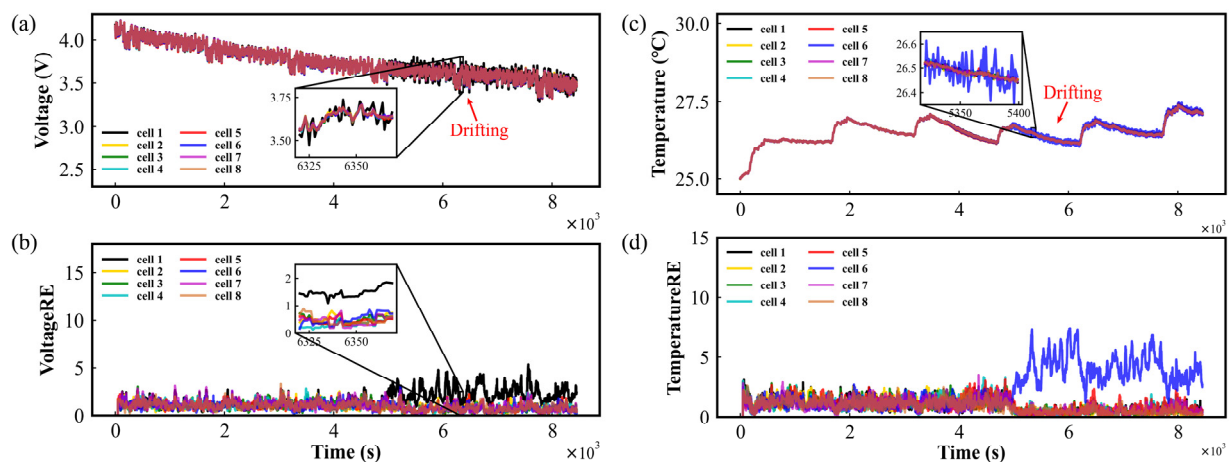 (a)
Voltage (V)
4.0
3.5
3.0
2.5
3.75
3.50
6325
6350
Drifting
cell 1
cell 2
cell 3
cell 4
cell 5
cell 6
cell 7
cell 8
0
2
4
6
8
×10³
(b)
VoltageRE
15
10
5
0
cell 1
cell 2
cell 3
cell 4
cell 5
cell 6
cell 7
cell 8
2
1
0
6325
6350
0
2
4
6
8
Time (s)
×10³
(c)
Temperature (°C)
30.0
27.5
25.0
cell 1
cell 2
cell 3
cell 4
cell 5
cell 6
cell 7
cell 8
26.6
26.5
26.4
5350
5400
Drifting
0
2
4
6
8
×10³
(d)
TemperatureRE
15
10
5
0
cell 1
cell 2
cell 3
cell 4
cell 5
cell 6
cell 7
cell 8
0
2
4
6
8
Time (s)
×10³